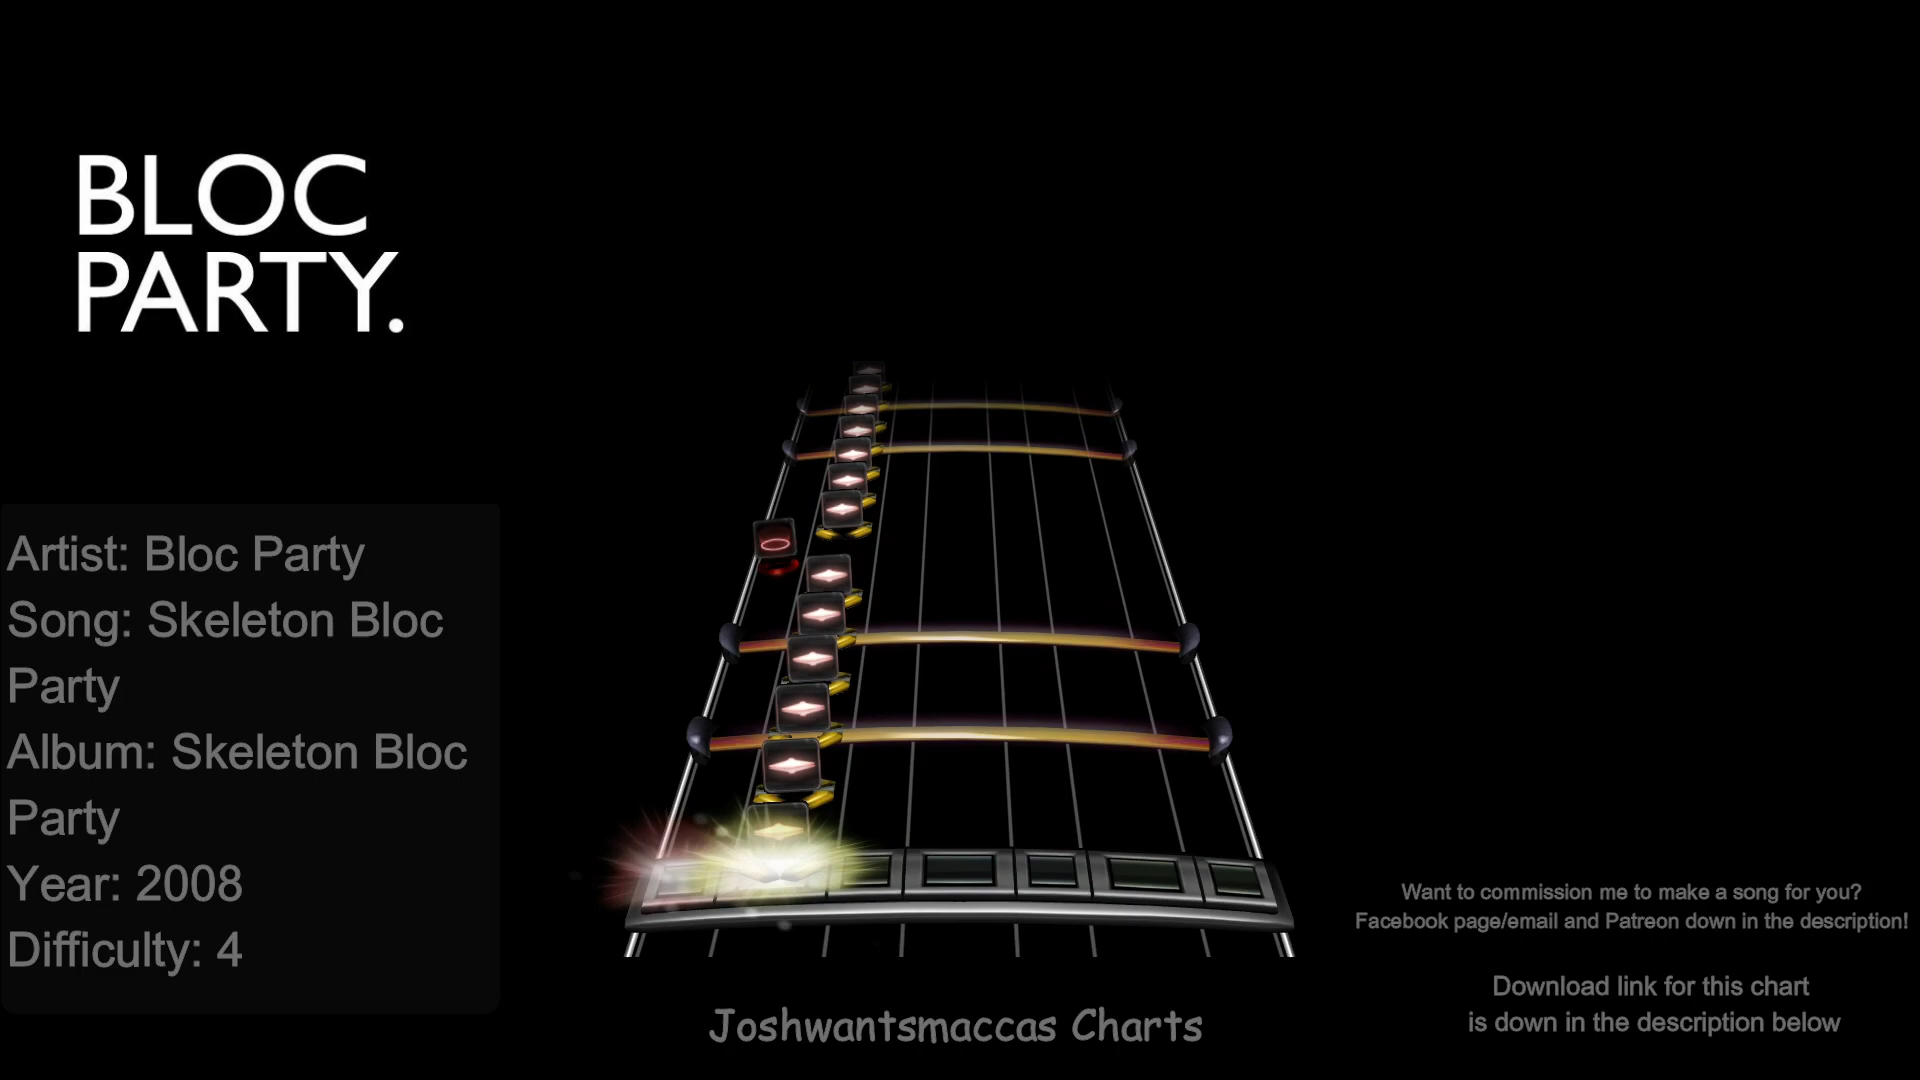 BLOC
PARTY.
Artist: Bloc Party
Song: Skeleton Bloc
Party
Album: Skeleton Bloc
Party
Year: 2008
Difficulty: 4
Want to commission me to make a song for you?
Facebook page/email and Patreon down in the description!
Download link for this chart
is down in the description below
Joshwantsmaccas Charts